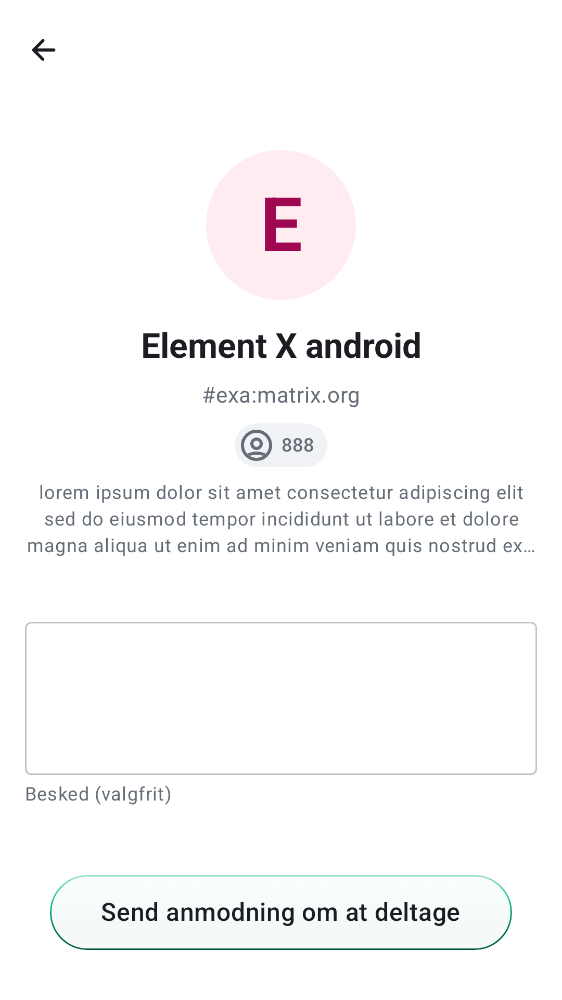 E
Element X android
#exa:matrix.org
888
lorem ipsum dolor sit amet consectetur adipiscing elit
sed do eiusmod tempor incididunt ut labore et dolore
magna aliqua ut enim ad minim veniam quis nostrud ex…
Besked (valgfrit)
Send anmodning om at deltage